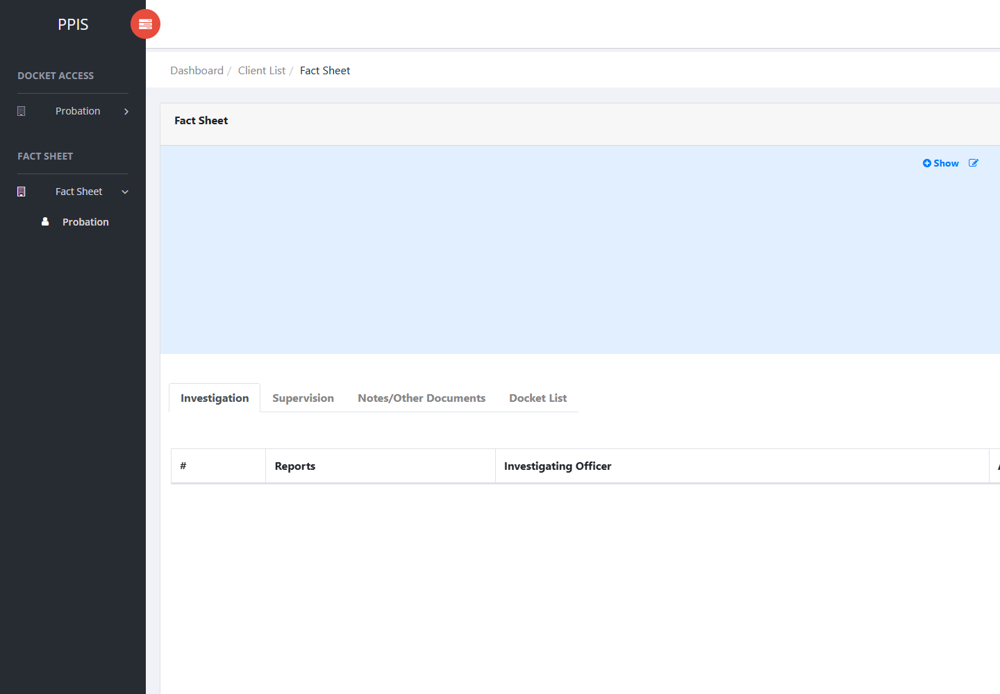 PPIS
DOCKET ACCESS
Probation
FACT SHEET
Fact Sheet
Probation
Dashboard / Client List / Fact Sheet
Fact Sheet
Show
Investigation Supervision Notes/Other Documents Docket List
# Reports Investigating Officer